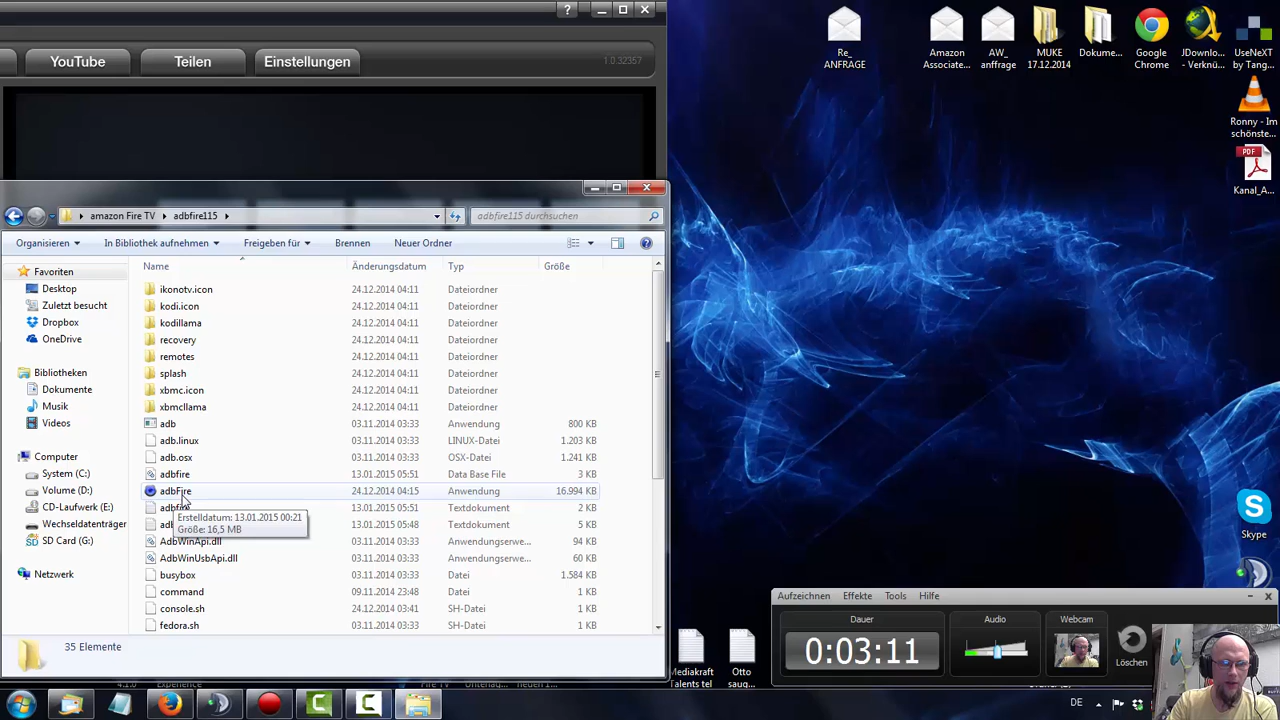 ?
YouTube
Teilen
Einstellungen
1.0.32357
Re_
ANFRAGE
Amazon
Associate...
AW_
anfrage
MUKE
17.12.2014
Dokume...
Google
Chrome
JDownlo...
- Verknü...
UseNeXT
by Tang...
Ronny - Im
schönste...
PDF
Kanal_A...
amazon Fire TV
adbfire115
adbfire115 durchsuchen
Organisieren
In Bibliothek aufnehmen
Freigeben für
Brennen
Neuer Ordner
Name
Änderungsdatum
Typ
Größe
Favoriten
Desktop
Zuletzt besucht
Dropbox
OneDrive
Bibliotheken
Dokumente
Musik
Videos
Computer
System (C:)
Volume (D:)
CD-Laufwerk (E:)
Wechseldatenträger
SD Card (G:)
Netzwerk
ikonotv.icon 24.12.2014 04:11 Dateiordner
kodi.icon 24.12.2014 04:11 Dateiordner
kodillama 24.12.2014 04:11 Dateiordner
recovery 24.12.2014 04:11 Dateiordner
remotes 24.12.2014 04:11 Dateiordner
splash 24.12.2014 04:11 Dateiordner
xbmc.icon 24.12.2014 04:11 Dateiordner
xbmcllama 24.12.2014 04:11 Dateiordner
adb 03.11.2014 03:33 Anwendung 800 KB
adb.linux 03.11.2014 03:33 LINUX-Datei 1.203 KB
adb.osx 03.11.2014 03:33 OSX-Datei 1.241 KB
adbfire 13.01.2015 05:51 Data Base File 3 KB
adbFire 24.12.2014 04:15 Anwendung 16.994 KB
13.01.2015 05:51 Textdokument 2 KB
13.01.2015 05:48 Textdokument 1 KB
Erstelldatum: 13.01.2015 00:21
Größe: 16,5 MB
AdbWinApi.dll 03.11.2014 03:33 Anwendungserwe... 94 KB
AdbWinUsbApi.dll 03.11.2014 03:33 Anwendungserwe... 60 KB
busybox 03.11.2014 03:33 Datei 1.584 KB
command 09.11.2014 23:48 Datei 1 KB
console.sh 24.12.2014 03:41 SH-Datei 1 KB
fedora.sh 03.11.2014 03:33 SH-Datei 1 KB
35 Elemente
Skype
Aufzeichnen
Effekte
Tools
Hilfe
Dauer
0:03:11
Audio
Webcam
Löschen
Mediakraft
Talents tel
Otto
saug...
DE